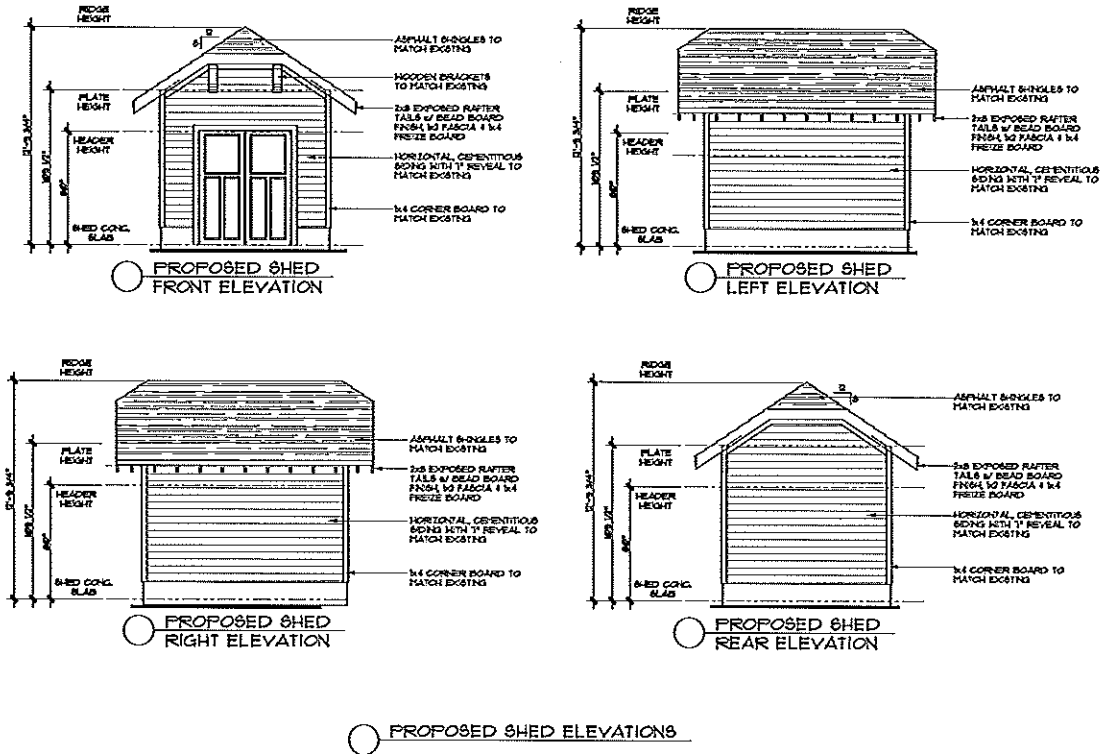 RIDGE
HEIGHT
PLATE
HEIGHT
HEADER
HEIGHT
SHED CONC.
SLAB
12
ASPHALT SHINGLES TO
MATCH EXISTING
WOODEN BRACKETS
TO MATCH EXISTING
2x8 EXPOSED RAFTER
TAILS w/ BEAD BOARD
FINISH, 1x2 FASCIA & 1x4
FREIZE BOARD
HORIZONTAL, CEMENTITIOUS
SIDING WITH 7" REVEAL TO
MATCH EXISTING
1x4 CORNER BOARD TO
MATCH EXISTING
PROPOSED SHED
FRONT ELEVATION
RIDGE
HEIGHT
PLATE
HEIGHT
HEADER
HEIGHT
SHED CONC.
SLAB
ASPHALT SHINGLES TO
MATCH EXISTING
2x8 EXPOSED RAFTER
TAILS w/ BEAD BOARD
FINISH, 1x2 FASCIA & 1x4
FREIZE BOARD
HORIZONTAL, CEMENTITIOUS
SIDING WITH 7" REVEAL TO
MATCH EXISTING
1x4 CORNER BOARD TO
MATCH EXISTING
PROPOSED SHED
LEFT ELEVATION
RIDGE
HEIGHT
PLATE
HEIGHT
HEADER
HEIGHT
SHED CONC.
SLAB
ASPHALT SHINGLES TO
MATCH EXISTING
2x8 EXPOSED RAFTER
TAILS w/ BEAD BOARD
FINISH, 1x2 FASCIA & 1x4
FREIZE BOARD
HORIZONTAL, CEMENTITIOUS
SIDING WITH 7" REVEAL TO
MATCH EXISTING
1x4 CORNER BOARD TO
MATCH EXISTING
PROPOSED SHED
RIGHT ELEVATION
RIDGE
HEIGHT
PLATE
HEIGHT
HEADER
HEIGHT
SHED CONC.
SLAB
12
ASPHALT SHINGLES TO
MATCH EXISTING
2x8 EXPOSED RAFTER
TAILS w/ BEAD BOARD
FINISH, 1x2 FASCIA & 1x4
FREIZE BOARD
HORIZONTAL, CEMENTITIOUS
SIDING WITH 7" REVEAL TO
MATCH EXISTING
1x4 CORNER BOARD TO
MATCH EXISTING
PROPOSED SHED
REAR ELEVATION
PROPOSED SHED ELEVATIONS